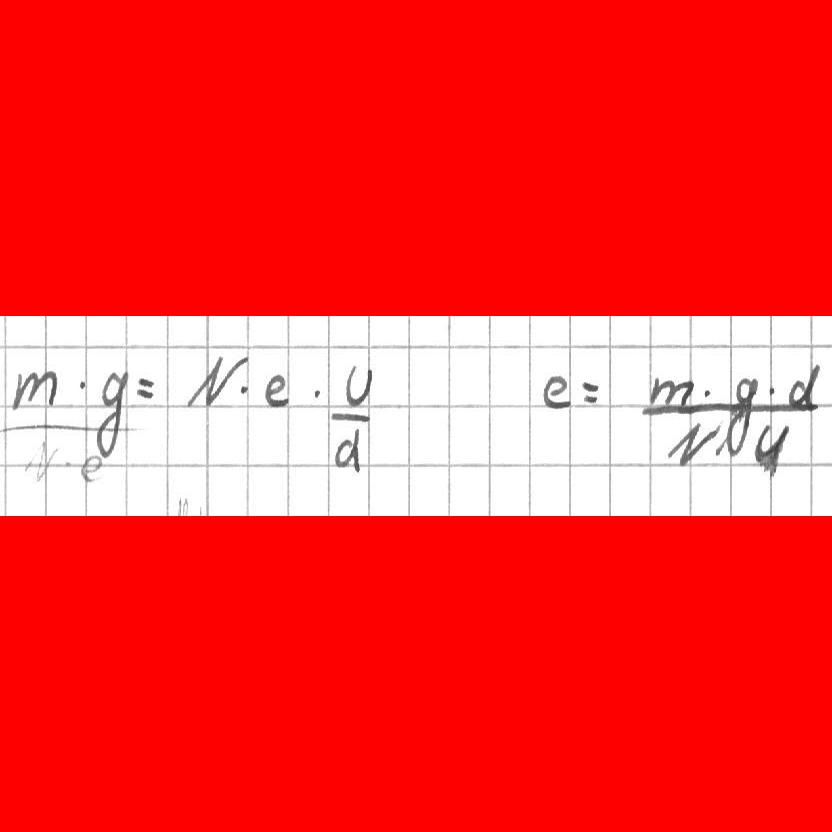 m · g = N · e · U/d e = m · g · d / N · U
N · e